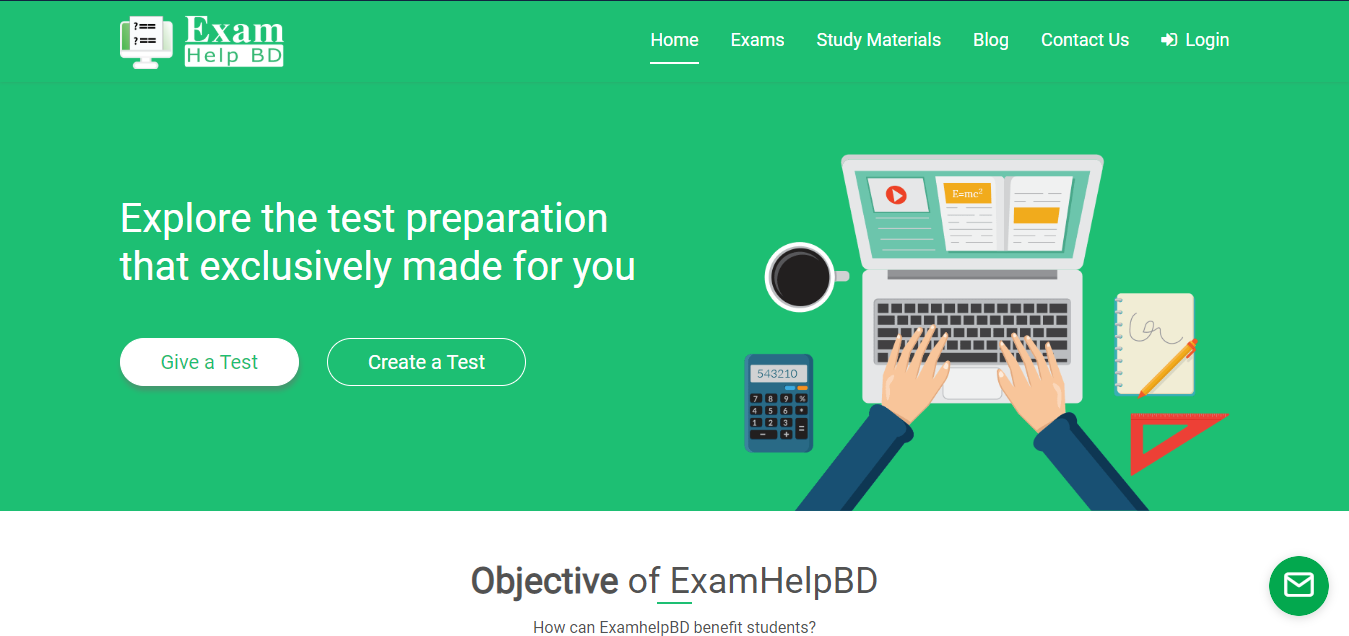 ?==
?==
Exam
Help BD
Home
Exams
Study Materials
Blog
Contact Us
Login
Explore the test preparation
that exclusively made for you
Give a Test
Create a Test
E=mc²
543210
7 8 9 %
4 5 6 *
1 2 3 =
− +
Objective of ExamHelpBD
How can ExamhelpBD benefit students?